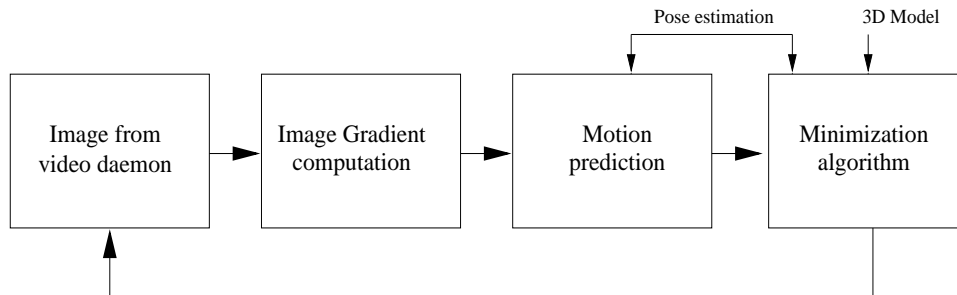 Pose estimation
3D Model
Image from
video daemon
Image Gradient
computation
Motion
prediction
Minimization
algorithm